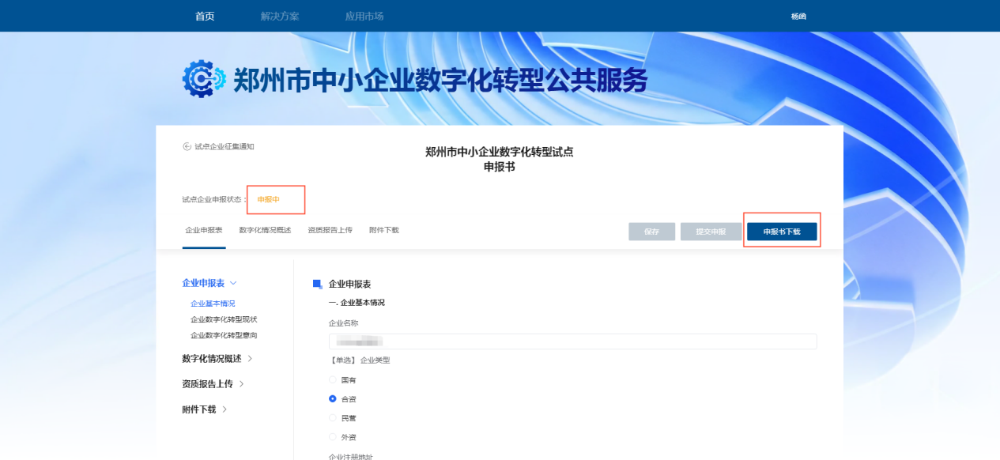 首页 解决方案 应用市场 杨函
郑州市中小企业数字化转型公共服务
试点企业征集通知
郑州市中小企业数字化转型试点
申报书
试点企业申报状态： 申报中
企业申报表 数字化情况概述 资质报告上传 附件下载 保存 提交申报 申报书下载
企业申报表
企业基本情况
企业数字化转型现状
企业数字化转型意向
数字化情况概述
资质报告上传
附件下载
企业申报表
一. 企业基本情况
企业名称
【单选】 企业类型
国有
合资
民营
外资
企业注册地址